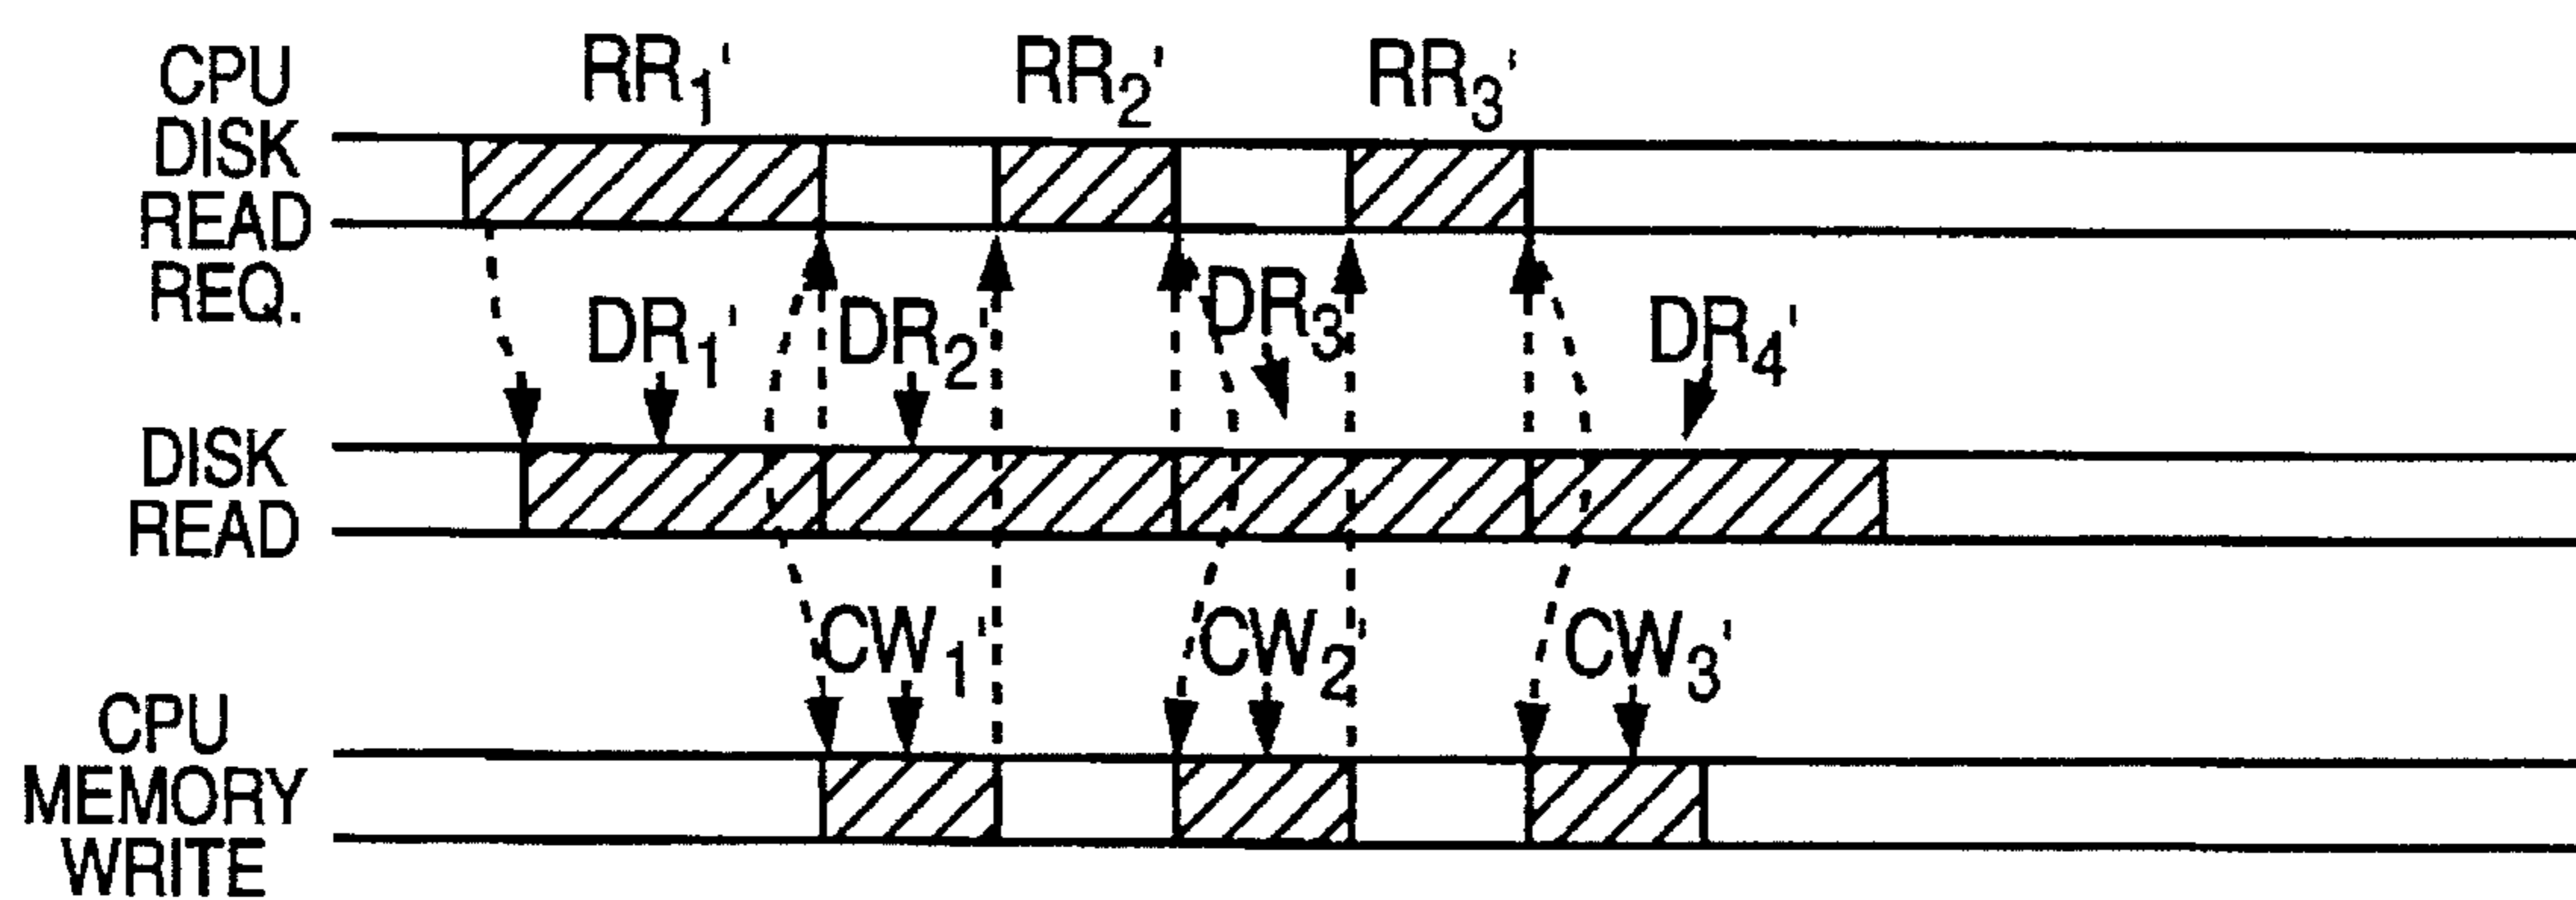 CPU
DISK
READ
REQ.
RR₁' RR₂' RR₃'
DR₁' DR₂' DR₃ DR₄'
DISK
READ
CW₁' CW₂' CW₃'
CPU
MEMORY
WRITE